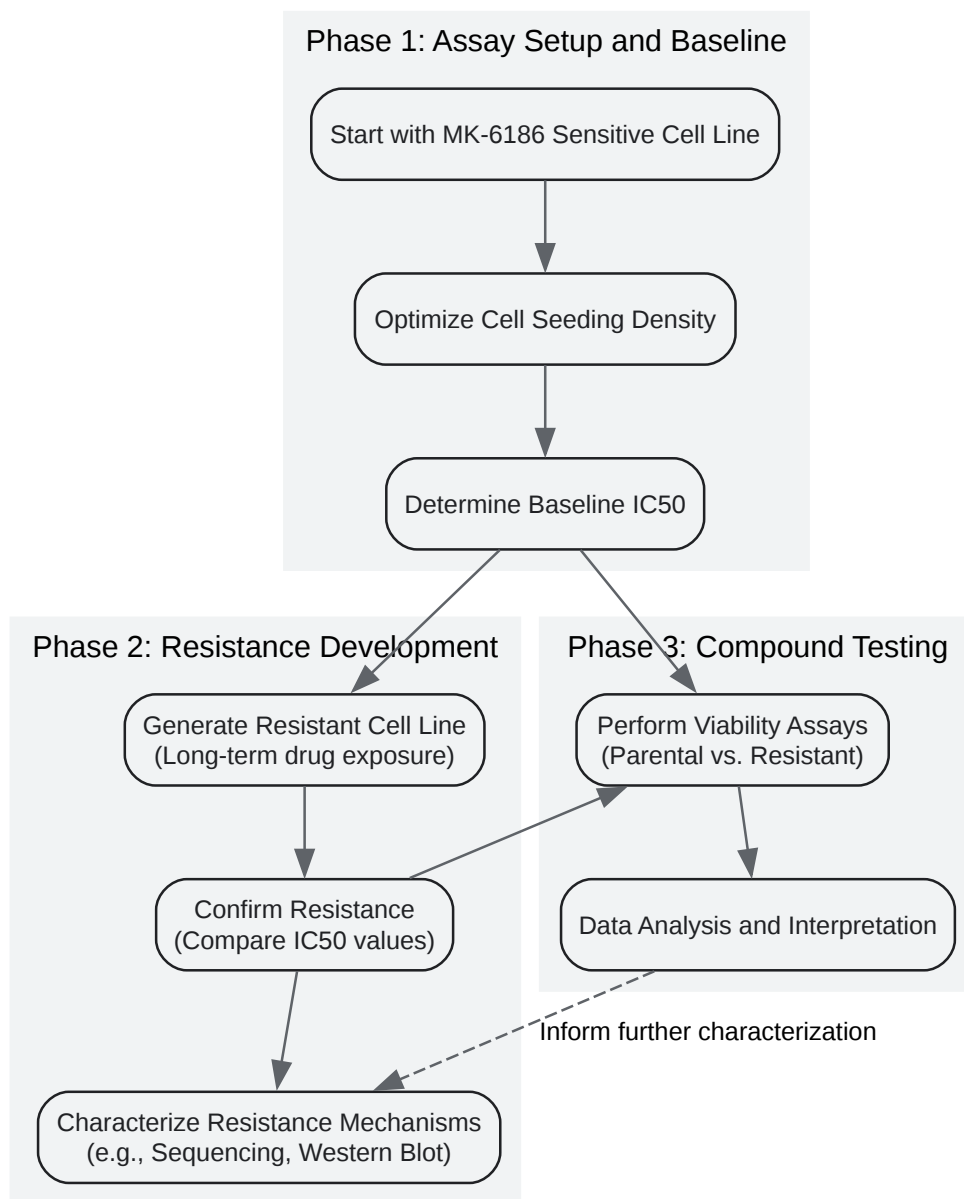 Phase 1: Assay Setup and Baseline
Start with MK-6186 Sensitive Cell Line
Optimize Cell Seeding Density
Determine Baseline IC50
Phase 2: Resistance Development
Generate Resistant Cell Line
(Long-term drug exposure)
Confirm Resistance
(Compare IC50 values)
Characterize Resistance Mechanisms
(e.g., Sequencing, Western Blot)
Phase 3: Compound Testing
Perform Viability Assays
(Parental vs. Resistant)
Data Analysis and Interpretation
Inform further characterization